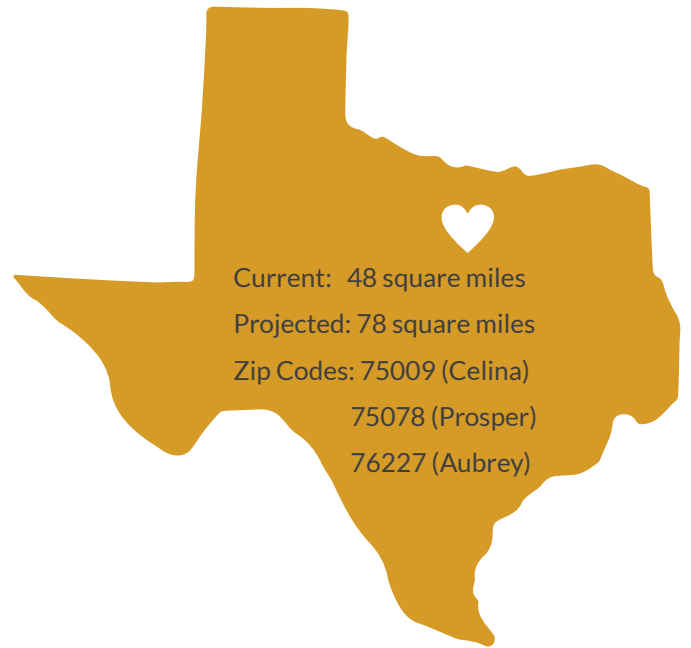 Current: 48 square miles
Projected: 78 square miles
Zip Codes: 75009 (Celina)
75078 (Prosper)
76227 (Aubrey)